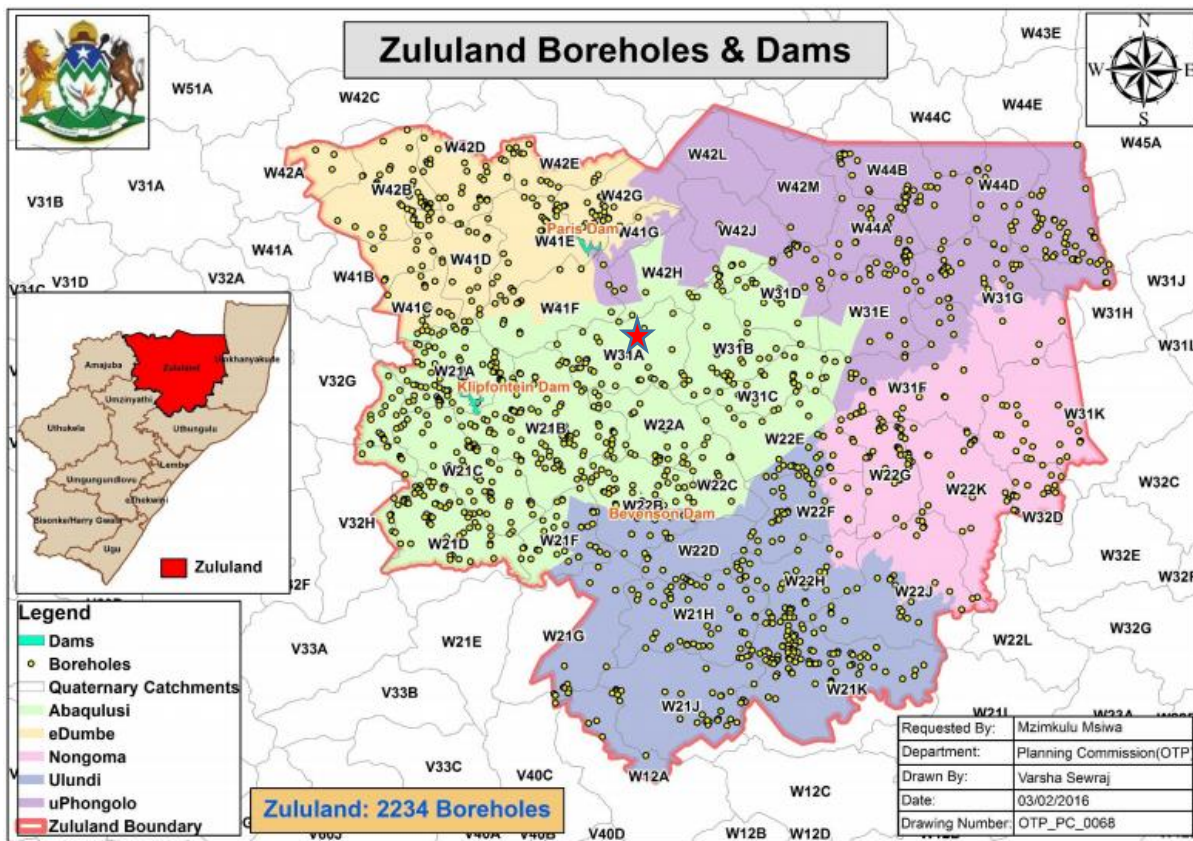 Zululand Boreholes & Dams
N
W
E
S
W43E
W51A
W42C
W44E
W44C
W45A
W42D
W42L
W42E
W42A
W44B
V31A
W42B
W42G
W42M
W44D
V31B
W41G
W44A
Paris Dam
W42J
W41E
W41A
W41D
W41B
W42H
V31D
V32A
W31J
V31C
W31D
W31G
W41C
W41F
W31E
W31H
W31A
W31B
W31L
V32G
W21A
Klipfontein Dam
W31F
W31C
W31K
W21B
W22A
W22E
W21C
W22G
W22K
W32C
W22C
W22B
Bevenson Dam
W22F
W32D
V32H
W21D
W21F
W22D
W32E
W22H
W32F
W22J
W21H
W32G
W21G
W21E
W22L
V33A
V33B
W21K
W21J
V33C
V40C
W12A
W12C
V40D
W12B
W12D
Amajuba
Zululand
Umzinyathi
Uthukela
Uthungulu
Lemba
Umgungundlovu
eThekwini
Sisonke/Harry Gwala
Ugu
Zululand
Legend
Dams
Boreholes
Quaternary Catchments
Abaqulusi
eDumbe
Nongoma
Ulundi
uPhongolo
Zululand Boundary
Zululand: 2234 Boreholes
Requested By: Mzimkulu Msiwa
Department: Planning Commission(OTP
Drawn By: Varsha Sewraj
Date: 03/02/2016
Drawing Number: OTP_PC_0068